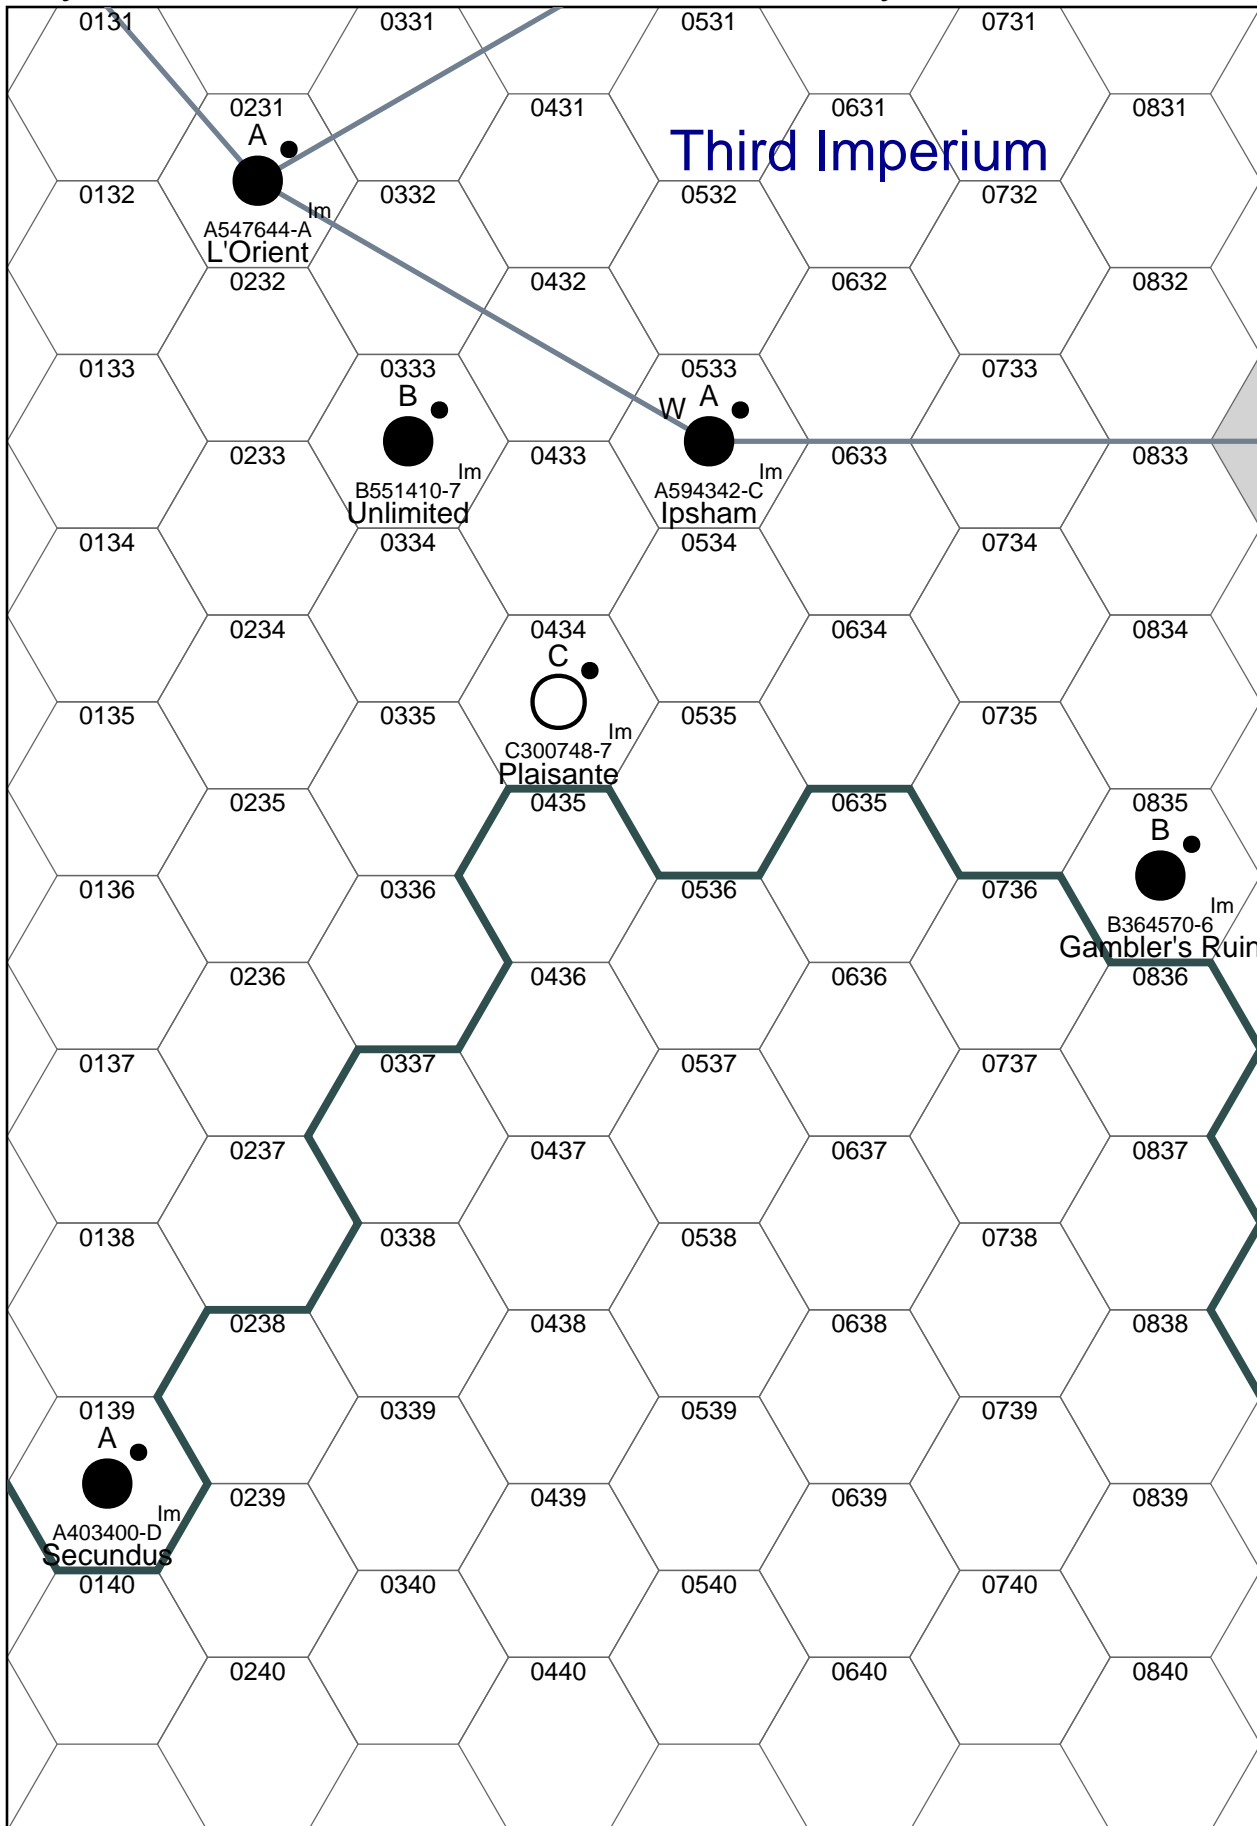 0131 0331 0531 0731
0231 0431 0631 0831
A
Third Imperium
0132 0332 0532 0732
Im
A547644-A
L'Orient
0232 0432 0632 0832
0133 0333 0533 0733
B W A
0233 0433 0633 0833
Im Im
B551410-7 A594342-C
Unlimited Ipsham
0134 0334 0534 0734
0234 0434 0634 0834
C
0135 0335 0535 0735
Im
C300748-7
Plaisante
0235 0435 0635 0835
B
0136 0336 0536 0736
Im
B364570-6
Gambler's Ruin
0236 0436 0636 0836
0137 0337 0537 0737
0237 0437 0637 0837
0138 0338 0538 0738
0238 0438 0638 0838
0139 0339 0539 0739
A
0239 0439 0639 0839
Im
A403400-D
Secundus
0140 0340 0540 0740
0240 0440 0640 0840